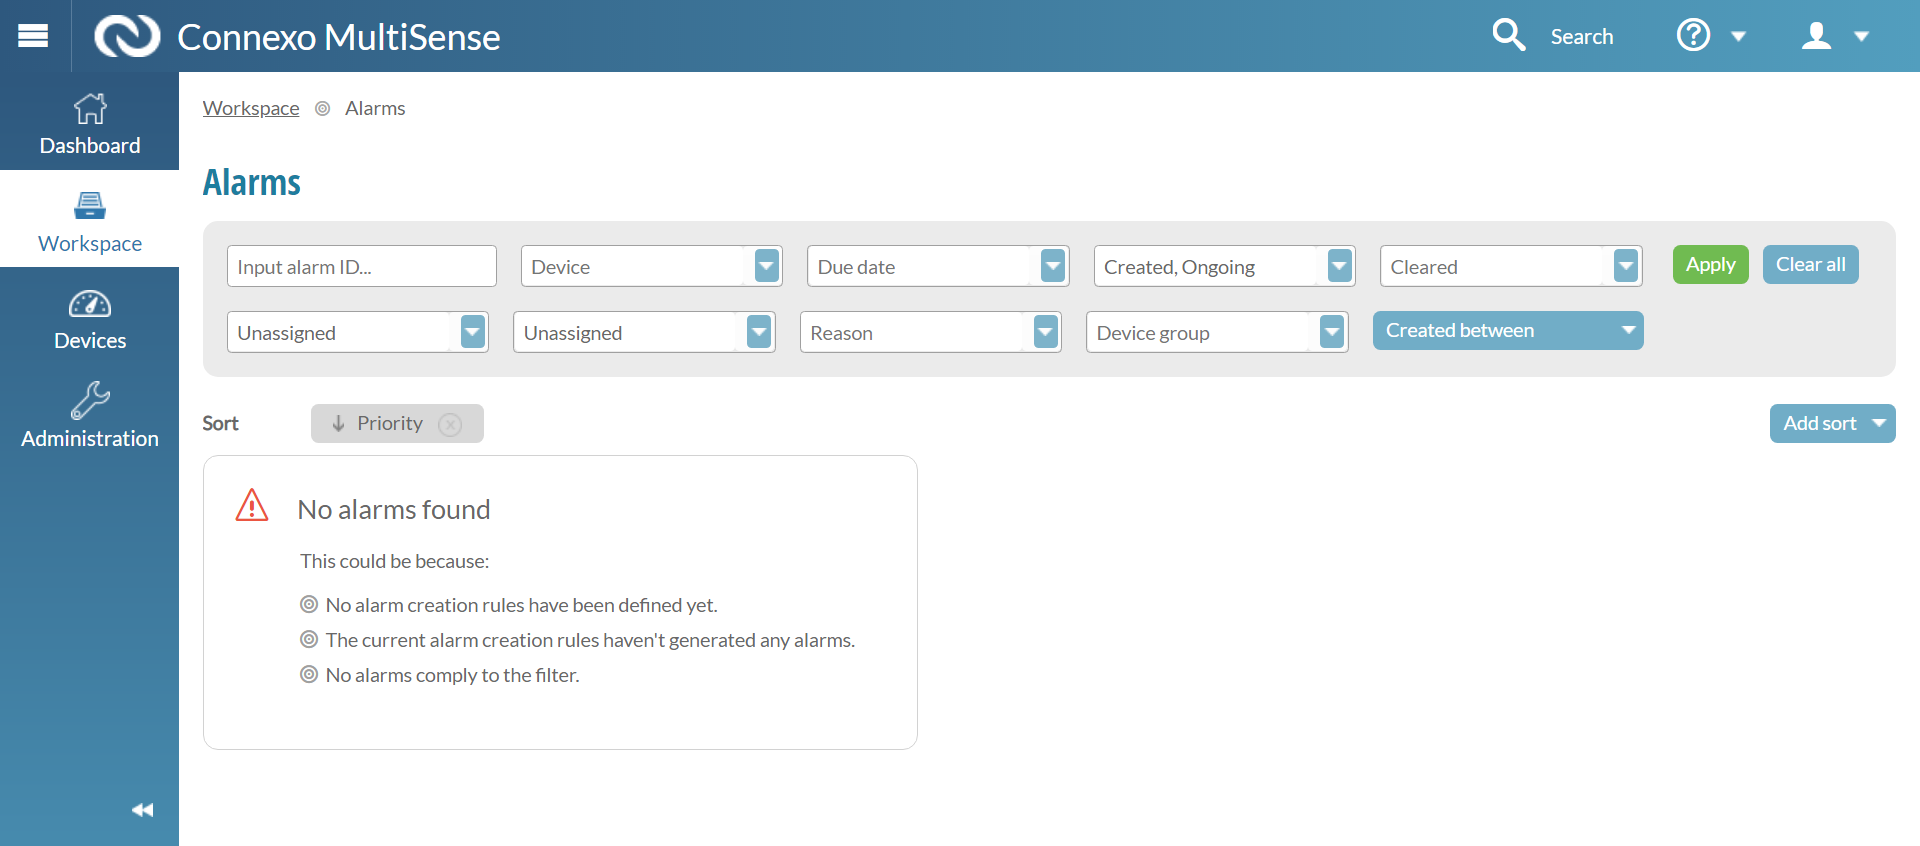 Connexo MultiSense
Search
Dashboard
Workspace
Devices
Administration
Workspace Alarms
Alarms
Input alarm ID... Device Due date Created, Ongoing Cleared Apply Clear all
Unassigned Unassigned Reason Device group Created between
Sort Priority Add sort
No alarms found
This could be because:
No alarm creation rules have been defined yet.
The current alarm creation rules haven't generated any alarms.
No alarms comply to the filter.